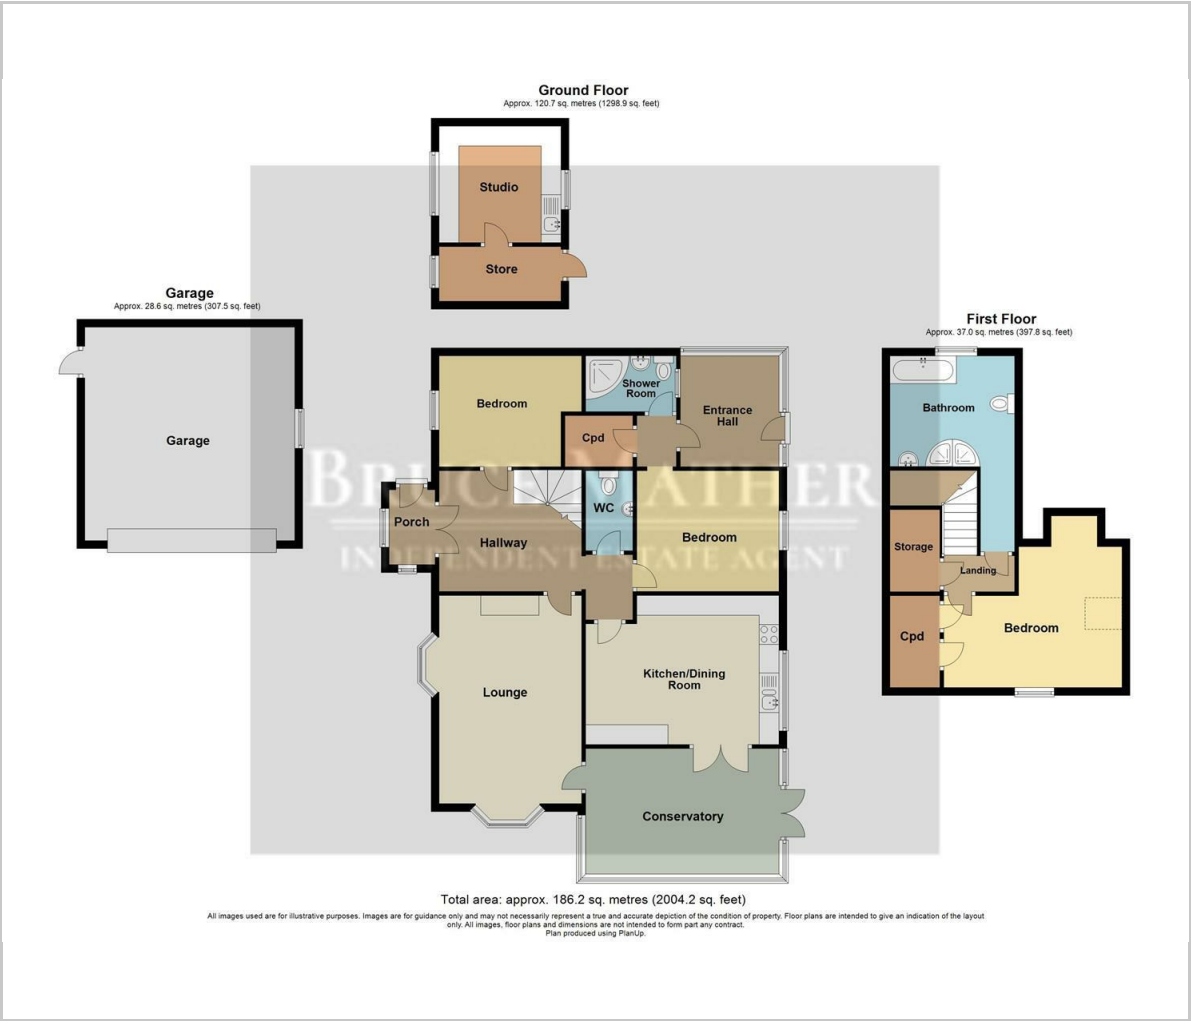 Ground Floor
Approx. 120.7 sq. metres (1298.9 sq. feet)
Studio
Store
Garage
Approx. 28.6 sq. metres (307.5 sq. feet)
Garage
First Floor
Approx. 37.0 sq. metres (397.8 sq. feet)
Bathroom
Storage
Landing
Cpd
Bedroom
Bedroom
Shower
Room
Entrance
Hall
Cpd
BRUCE MATHER
INDEPENDENT ESTATE AGENT
Porch
Hallway
WC
Bedroom
Lounge
Kitchen/Dining
Room
Conservatory
Total area: approx. 186.2 sq. metres (2004.2 sq. feet)
All images used are for illustrative purposes. Images are for guidance only and may not necessarily represent a true and accurate depiction of the condition of property. Floor plans are intended to give an indication of the layout
only. All images, floor plans and dimensions are not intended to form part any contract.
Plan produced using PlanUp.